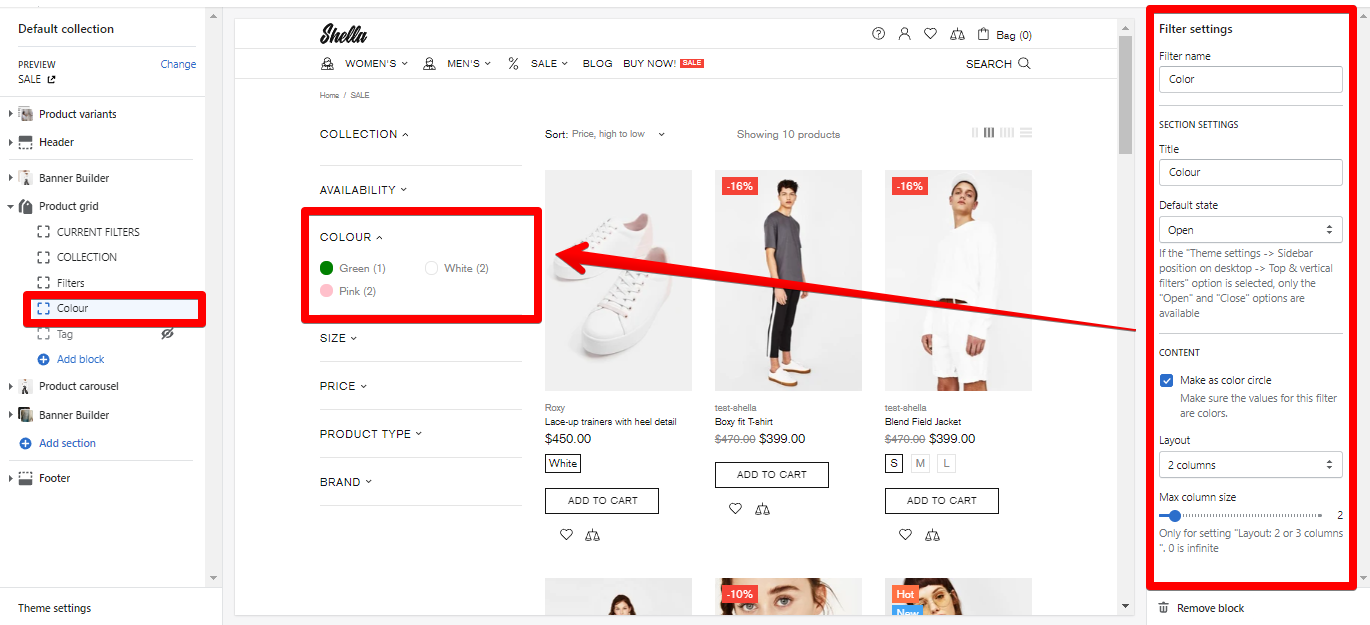 Default collection
PREVIEW
Change
SALE
Product variants
Header
Banner Builder
Product grid
CURRENT FILTERS
COLLECTION
Filters
Colour
Tag
Add block
Product carousel
Banner Builder
Add section
Footer
Theme settings
Shella
Bag (0)
WOMEN'S
MEN'S
SALE
BLOG
BUY NOW!
SALE
SEARCH
Home / SALE
COLLECTION
AVAILABILITY
COLOUR
Green (1)
White (2)
Pink (2)
SIZE
PRICE
PRODUCT TYPE
BRAND
Sort: Price, high to low
Showing 10 products
Roxy
Lace-up trainers with heel detail
$450.00
White
ADD TO CART
-16%
test-shella
Boxy fit T-shirt
$470.00 $399.00
ADD TO CART
-16%
test-shella
Blend Field Jacket
$470.00 $399.00
S M L
ADD TO CART
-10%
Hot
New
Filter settings
Filter name
Color
SECTION SETTINGS
Title
Colour
Default state
Open
If the "Theme settings -> Sidebar
position on desktop -> Top & vertical
filters" option is selected, only the
"Open" and "Close" options are
available
CONTENT
Make as color circle
Make sure the values for this filter
are colors.
Layout
2 columns
Max column size
2
Only for setting "Layout: 2 or 3 columns
". 0 is infinite
Remove block